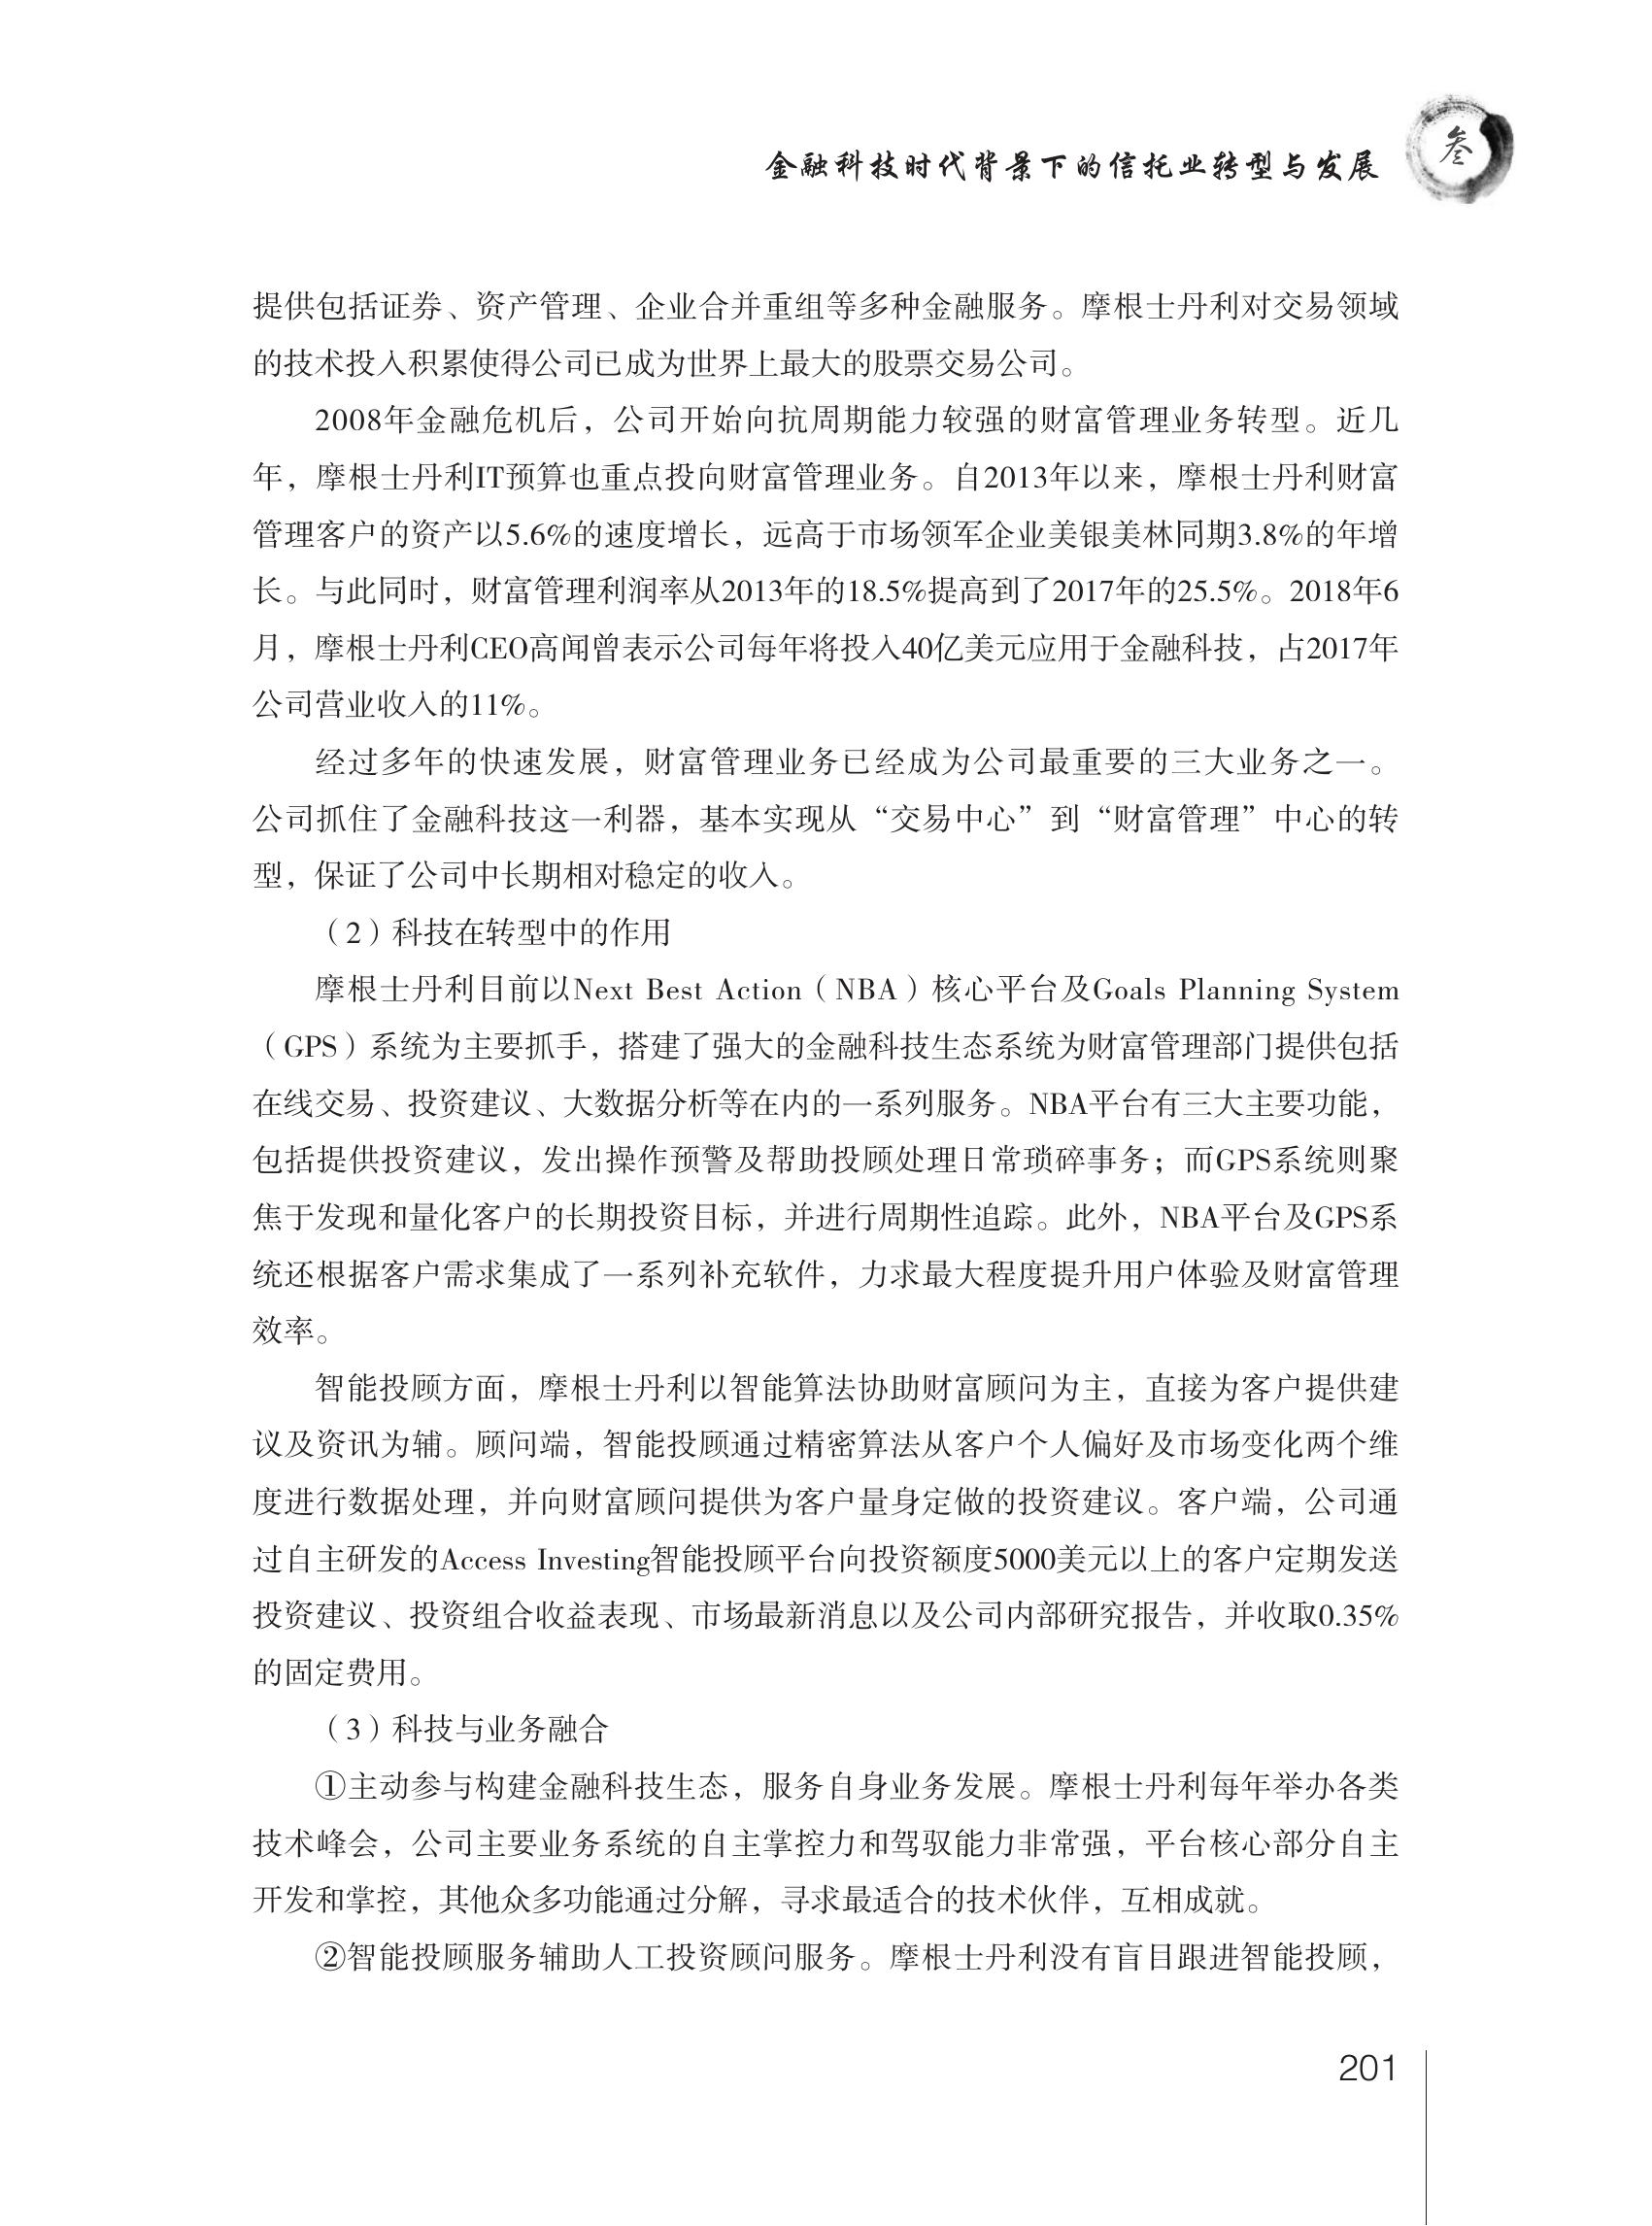 金融科技时代背景下的信托业转型与发展
叁
提供包括证券、资产管理、企业合并重组等多种金融服务。摩根士丹利对交易领域
的技术投入积累使得公司已成为世界上最大的股票交易公司。
2008年金融危机后，公司开始向抗周期能力较强的财富管理业务转型。近几
年，摩根士丹利IT预算也重点投向财富管理业务。自2013年以来，摩根士丹利财富
管理客户的资产以5.6%的速度增长，远高于市场领军企业美银美林同期3.8%的年增
长。与此同时，财富管理利润率从2013年的18.5%提高到了2017年的25.5%。2018年6
月，摩根士丹利CEO高闻曾表示公司每年将投入40亿美元应用于金融科技，占2017年
公司营业收入的11%。
经过多年的快速发展，财富管理业务已经成为公司最重要的三大业务之一。
公司抓住了金融科技这一利器，基本实现从“交易中心”到“财富管理”中心的转
型，保证了公司中长期相对稳定的收入。
（2）科技在转型中的作用
摩根士丹利目前以Next Best Action（NBA）核心平台及Goals Planning System
（GPS）系统为主要抓手，搭建了强大的金融科技生态系统为财富管理部门提供包括
在线交易、投资建议、大数据分析等在内的一系列服务。NBA平台有三大主要功能，
包括提供投资建议，发出操作预警及帮助投顾处理日常琐碎事务；而GPS系统则聚
焦于发现和量化客户的长期投资目标，并进行周期性追踪。此外，NBA平台及GPS系
统还根据客户需求集成了一系列补充软件，力求最大程度提升用户体验及财富管理
效率。
智能投顾方面，摩根士丹利以智能算法协助财富顾问为主，直接为客户提供建
议及资讯为辅。顾问端，智能投顾通过精密算法从客户个人偏好及市场变化两个维
度进行数据处理，并向财富顾问提供为客户量身定做的投资建议。客户端，公司通
过自主研发的Access Investing智能投顾平台向投资额度5000美元以上的客户定期发送
投资建议、投资组合收益表现、市场最新消息以及公司内部研究报告，并收取0.35%
的固定费用。
（3）科技与业务融合
①主动参与构建金融科技生态，服务自身业务发展。摩根士丹利每年举办各类
技术峰会，公司主要业务系统的自主掌控力和驾驭能力非常强，平台核心部分自主
开发和掌控，其他众多功能通过分解，寻求最适合的技术伙伴，互相成就。
②智能投顾服务辅助人工投资顾问服务。摩根士丹利没有盲目跟进智能投顾，
201